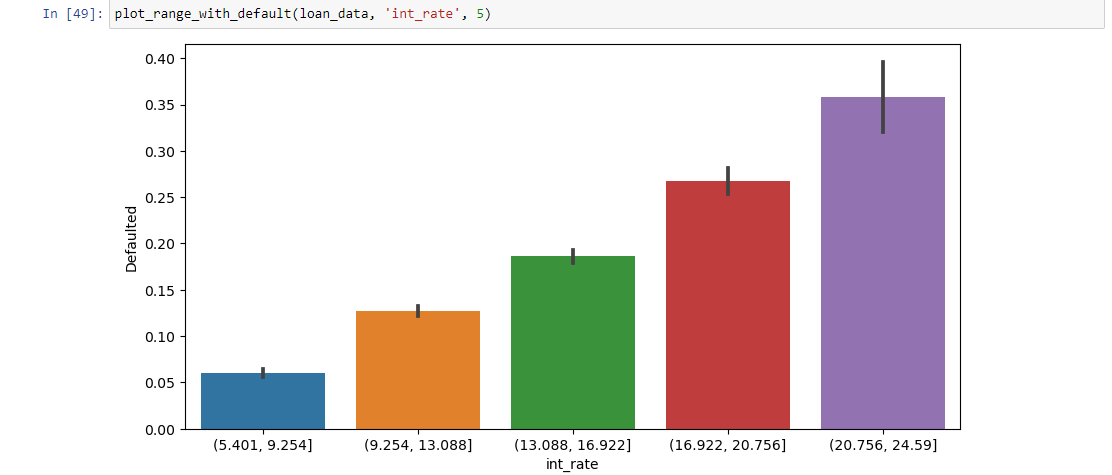 In [49]: plot_range_with_default(loan_data, 'int_rate', 5)
0.40
0.35
0.30
0.25
0.20
0.15
0.10
0.05
0.00
Defaulted
(5.401, 9.254] (9.254, 13.088] (13.088, 16.922] (16.922, 20.756] (20.756, 24.59]
int_rate